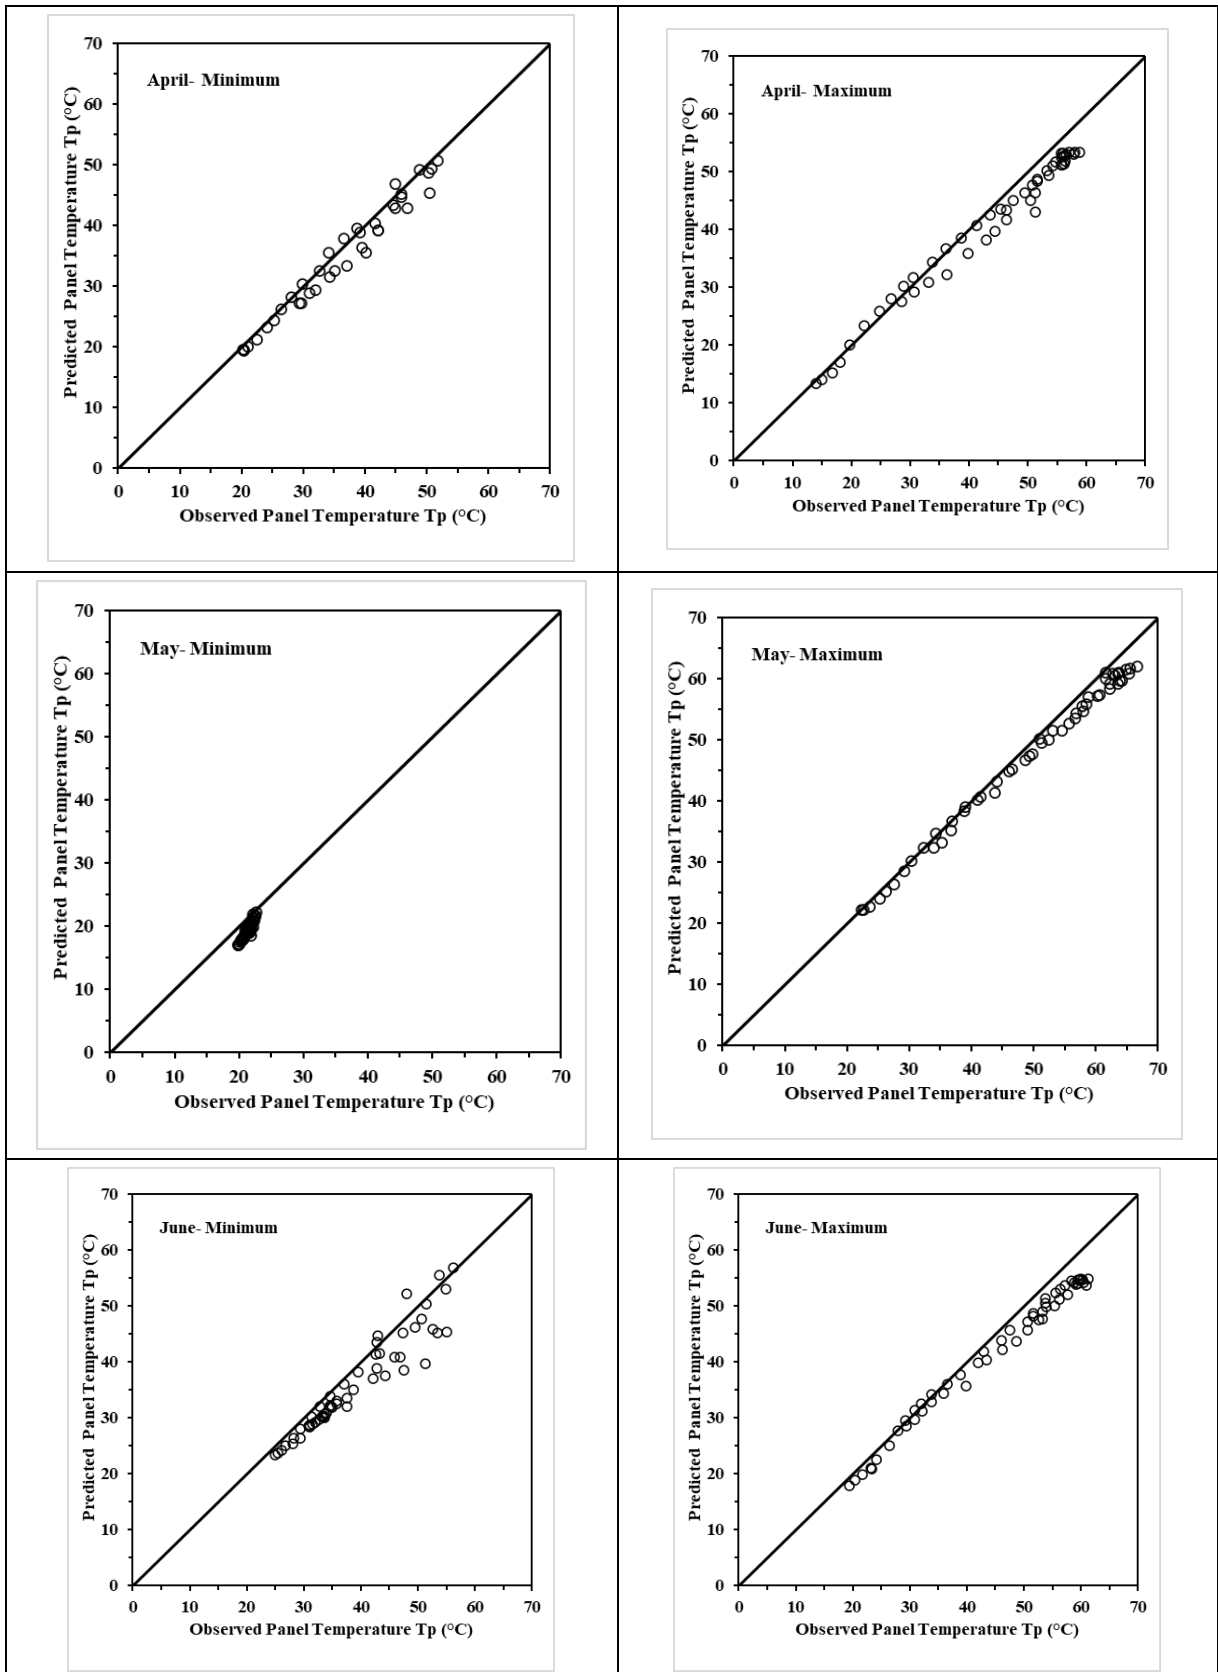 70
60
50
40
30
20
10
0
Predicted Panel Temperature Tp (°C)
April- Minimum
0 10 20 30 40 50 60 70
Observed Panel Temperature Tp (°C)
70
60
50
40
30
20
10
0
Predicted Panel Temperature Tp (°C)
April- Maximum
0 10 20 30 40 50 60 70
Observed Panel Temperature Tp (°C)
70
60
50
40
30
20
10
0
Predicted Panel Temperature Tp (°C)
May- Minimum
0 10 20 30 40 50 60 70
Observed Panel Temperature Tp (°C)
70
60
50
40
30
20
10
0
Predicted Panel Temperature Tp (°C)
May- Maximum
0 10 20 30 40 50 60 70
Observed Panel Temperature Tp (°C)
70
60
50
40
30
20
10
0
Predicted Panel Temperature Tp (°C)
June- Minimum
0 10 20 30 40 50 60 70
Observed Panel Temperature Tp (°C)
70
60
50
40
30
20
10
0
Predicted Panel Temperature Tp (°C)
June- Maximum
0 10 20 30 40 50 60 70
Observed Panel Temperature Tp (°C)